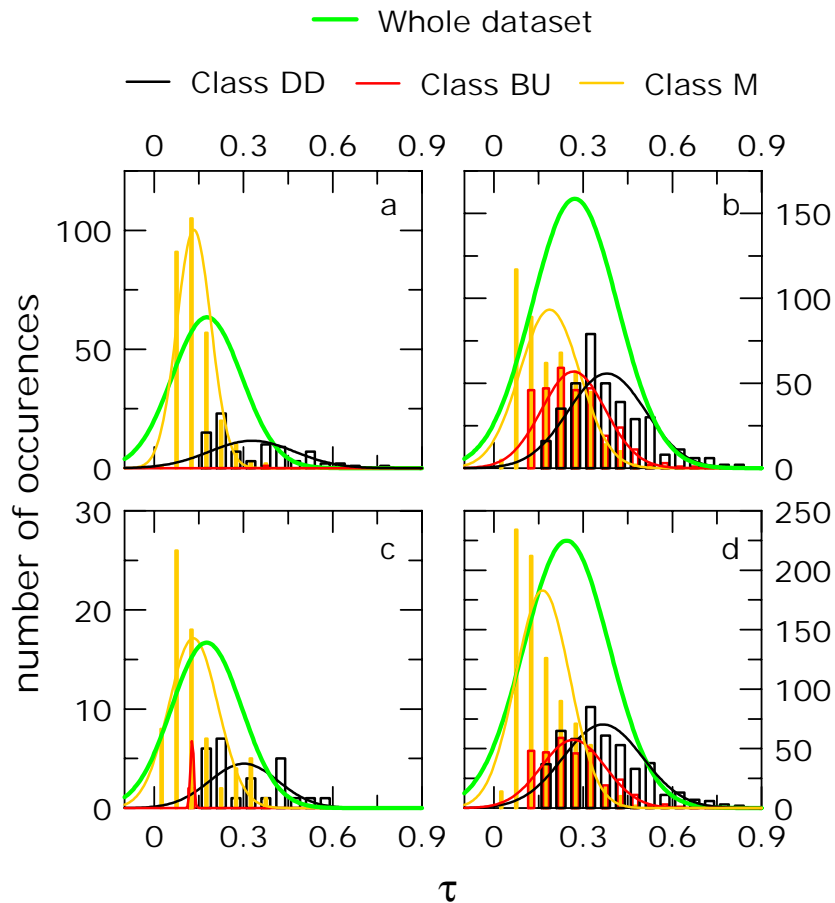 Whole dataset
Class DD Class BU Class M
0 0.3 0.6 0.9 0 0.3 0.6 0.9
a b
100 50 0
150 100 50 0
number of occurences
c d
30 20 10 0
250 200 150 100 50 0
0 0.3 0.6 0.9 0 0.3 0.6 0.9
τ